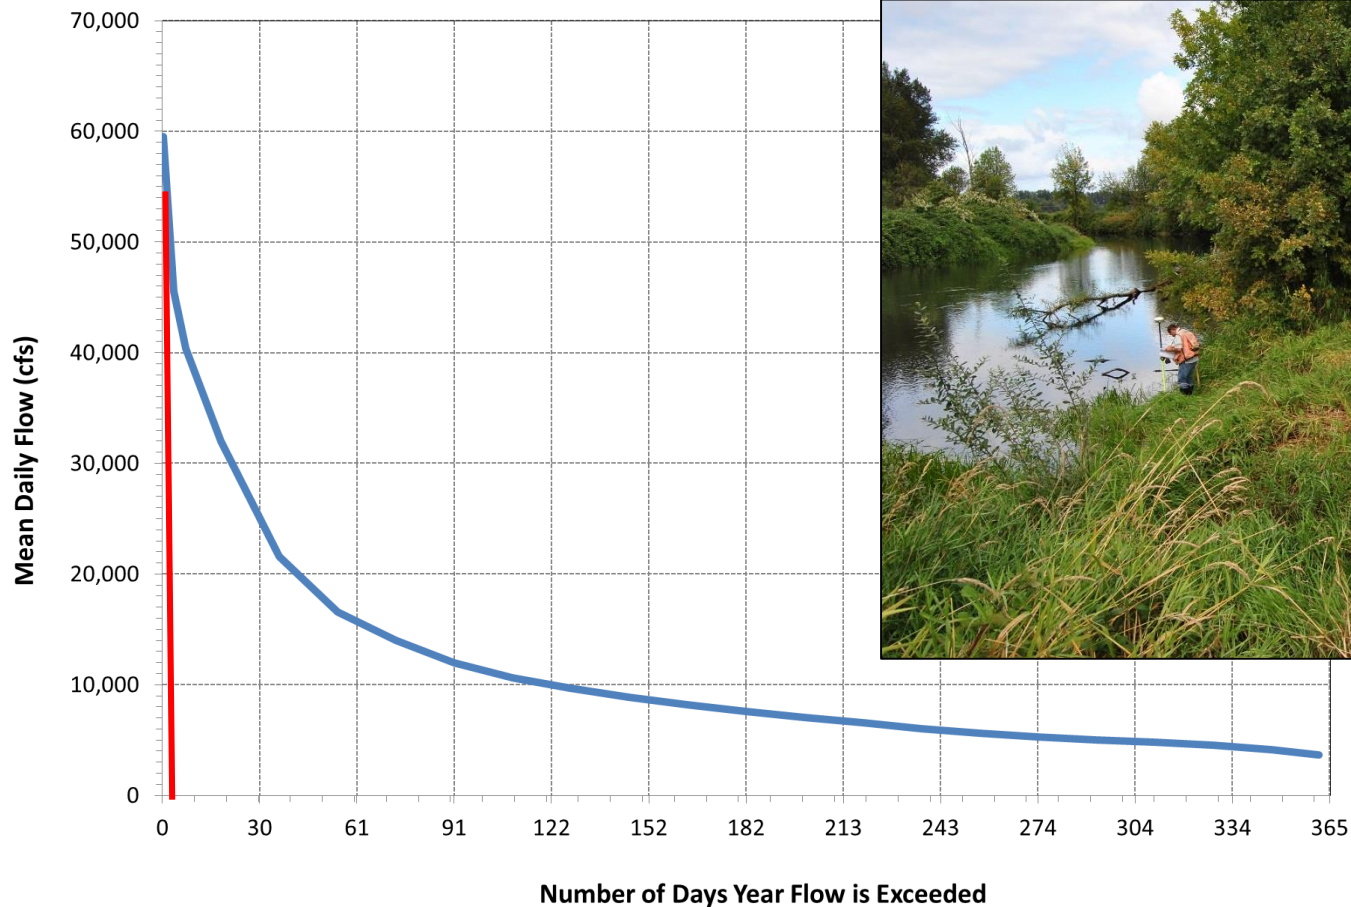 70,000
60,000
50,000
40,000
30,000
20,000
10,000
0
Mean Daily Flow (cfs)
0 30 61 91 122 152 182 213 243 274 304 334 365
Number of Days Year Flow is Exceeded